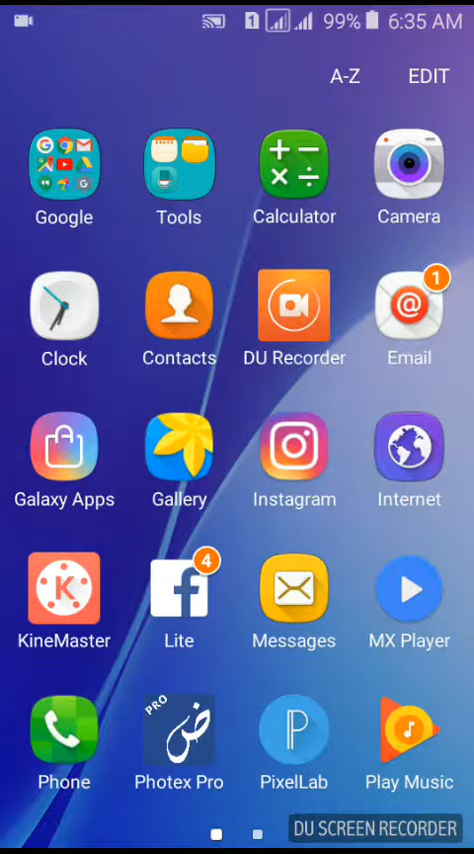 1 99% 6:35 AM
A-Z EDIT
Google Tools Calculator Camera
1
Clock Contacts DU Recorder Email
Galaxy Apps Gallery Instagram Internet
4
KineMaster Lite Messages MX Player
PRO
ض
Phone Photex Pro PixelLab Play Music
DU SCREEN RECORDER